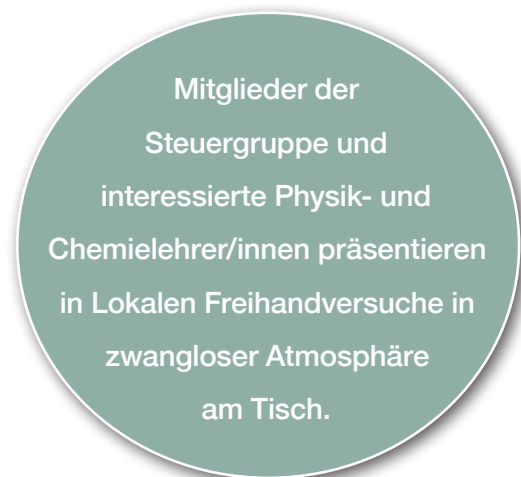 Mitglieder der
Steuergruppe und
interessierte Physik- und
Chemielehrer/innen präsentieren
in Lokalen Freihandversuche in
zwangloser Atmosphäre
am Tisch.